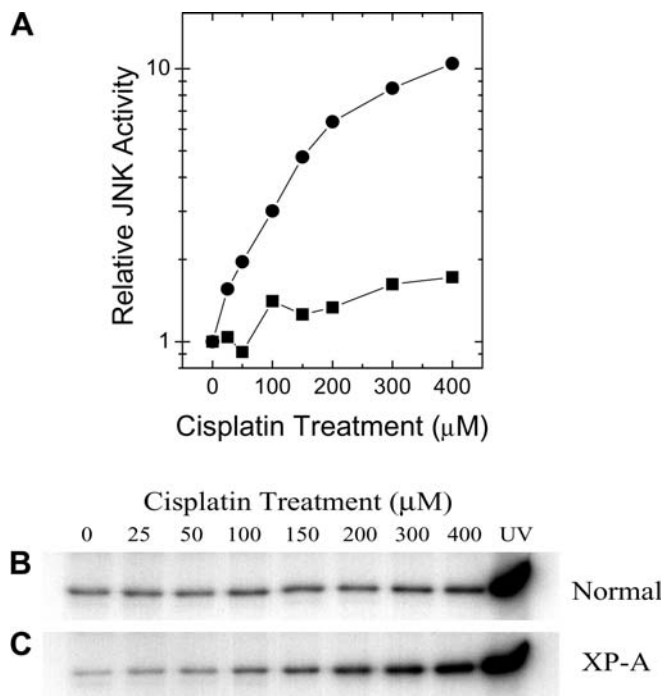 A
10
1
Relative JNK Activity
0 100 200 300 400
Cisplatin Treatment (μM)
Cisplatin Treatment (μM)
0 25 50 100 150 200 300 400 UV
B Normal
C XP-A